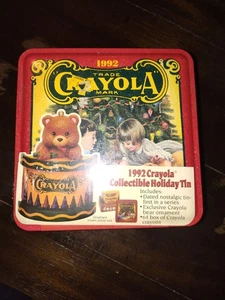 1992
TRADE
CRAYOLA
MARK
CRAYOLA
1992 Crayola
Collectible Holiday Tin
Includes:
• Dated nostalgic tin-
first in a series
• Exclusive Crayola
bear ornament
• 64 box of Crayola
crayons